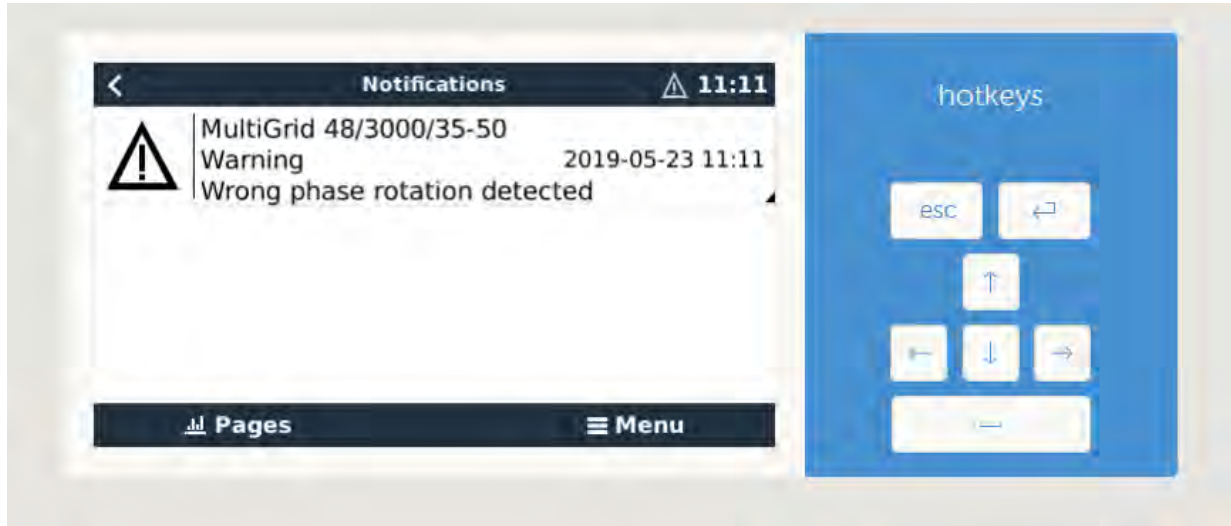 Notifications
11:11
MultiGrid 48/3000/35-50
Warning
2019-05-23 11:11
Wrong phase rotation detected
Pages
Menu
hotkeys
esc